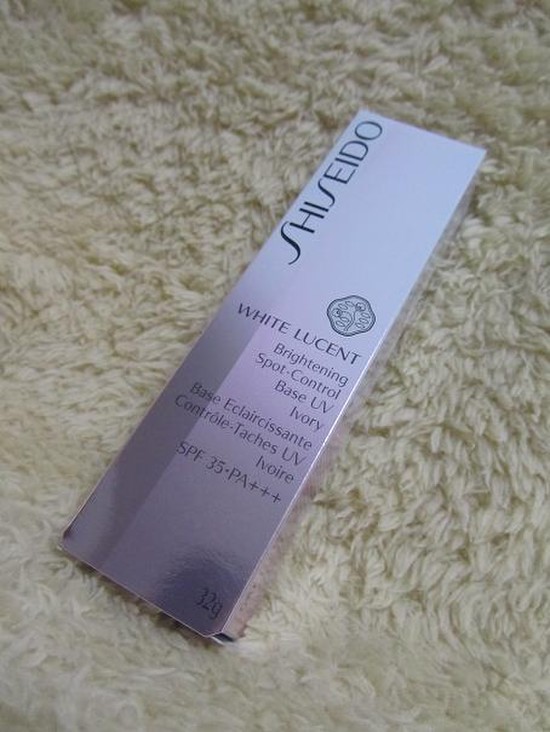 SHISEIDO
WHITE LUCENT
Brightening
Spot-Control
Base UV
Ivory
Base Eclaircissante
Contrôle-Taches UV
Ivoire
SPF 35•PA+++
32g